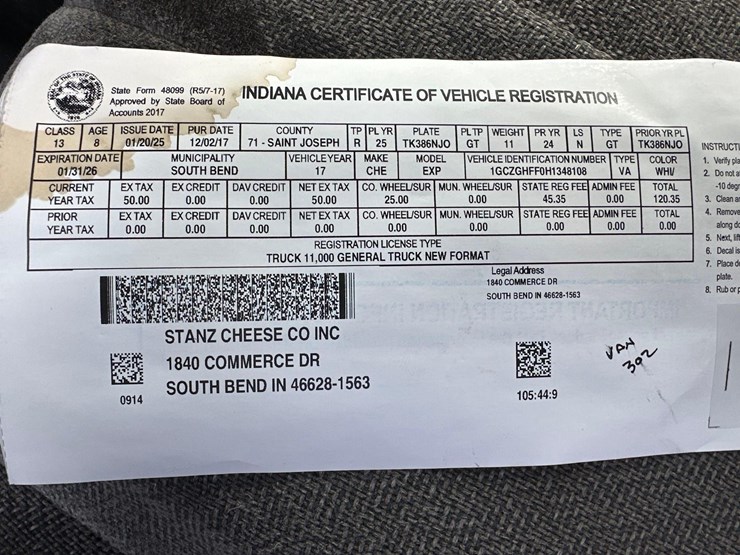 State Form 48099 (R5/7-17)
Approved by State Board of
Accounts 2017
INDIANA CERTIFICATE OF VEHICLE REGISTRATION
CLASS AGE ISSUE DATE PUR DATE COUNTY TP PL YR PLATE PL TP WEIGHT PR YR LS TYPE PRIOR YR PL
13 8 01/20/25 12/02/17 71 - SAINT JOSEPH R 25 TK386NJO GT 11 24 N GT TK386NJO
EXPIRATION DATE MUNICIPALITY VEHICLE YEAR MAKE MODEL VEHICLE IDENTIFICATION NUMBER TYPE COLOR
01/31/26 SOUTH BEND 17 CHE EXP 1GCZGHFF0H1348108 VA WHI/
CURRENT EX TAX EX CREDIT DAV CREDIT NET EX TAX CO. WHEEL/SUR MUN. WHEEL/SUR STATE REG FEE ADMIN FEE TOTAL
YEAR TAX 50.00 0.00 0.00 50.00 25.00 0.00 45.35 0.00 120.35
PRIOR EX TAX EX CREDIT DAV CREDIT NET EX TAX CO. WHEEL/SUR MUN. WHEEL/SUR STATE REG FEE ADMIN FEE TOTAL
YEAR TAX 0.00 0.00 0.00 0.00 0.00 0.00 0.00 0.00 0.00
REGISTRATION LICENSE TYPE
TRUCK 11,000 GENERAL TRUCK NEW FORMAT
Legal Address
1840 COMMERCE DR
SOUTH BEND IN 46628-1563
STANZ CHEESE CO INC
1840 COMMERCE DR
SOUTH BEND IN 46628-1563
0914
105:44:9
VAN
302
INSTRUCTI
1. Verify pla
2. Do not a
-10 degr
3. Clean a
4. Remove
along do
5. Next, lift
6. Decal is
7. Place d
plate.
8. Rub or p